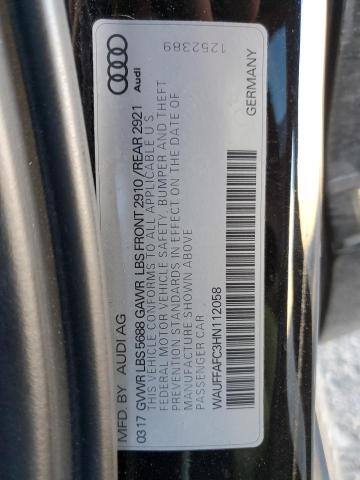 MFD. BY AUDI AG
Audi
03 17 GVWR LBS 5688 GAWR LBS FRONT 2910 /REAR 2921
THIS VEHICLE CONFORMS TO ALL APPLICABLE U S
FEDERAL MOTOR VEHICLE SAFETY, BUMPER AND THEFT
PREVENTION STANDARDS IN EFFECT ON THE DATE OF
MANUFACTURE SHOWN ABOVE
PASSENGER CAR
WAUFFAFC3HN112058
1252389
GERMANY